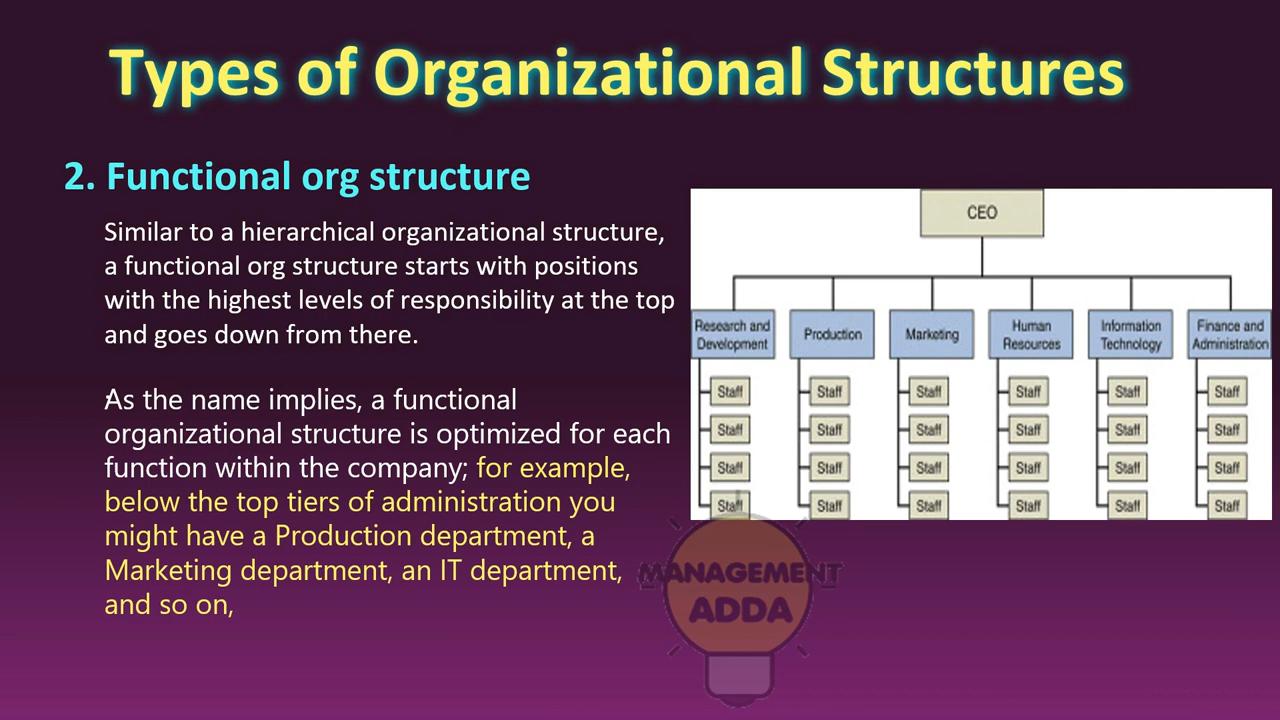 Types of Organizational Structures
2. Functional org structure
Similar to a hierarchical organizational structure,
a functional org structure starts with positions
with the highest levels of responsibility at the top
and goes down from there.
As the name implies, a functional
organizational structure is optimized for each
function within the company; for example,
below the top tiers of administration you
might have a Production department, a
Marketing department, an IT department,
and so on,
CEO
Research and
Development
Production
Marketing
Human
Resources
Information
Technology
Finance and
Administration
Staff Staff Staff Staff Staff Staff
Staff Staff Staff Staff Staff Staff
Staff Staff Staff Staff Staff Staff
Staff Staff Staff Staff Staff Staff
MANAGEMENT
ADDA